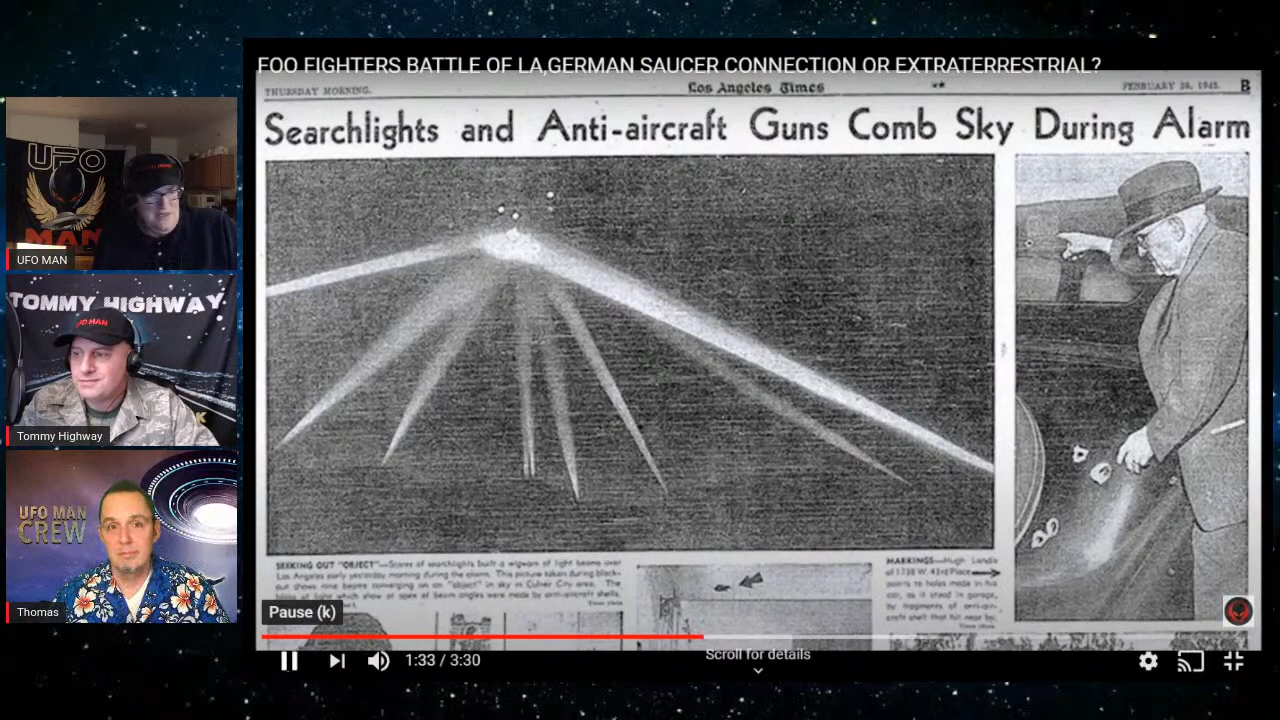 FOO FIGHTERS BATTLE OF LA,GERMAN SAUCER CONNECTION OR EXTRATERRESTRIAL?
THURSDAY MORNING.
Los Angeles Times
**
FEBRUARY 26, 1942.
B
Searchlights and Anti-aircraft Guns Comb Sky During Alarm
UFO
MAN
UFO MAN
TOMMY HIGHWAY
UFO MAN
Tommy Highway
UFO MAN
CREW
Thomas
SEEKING OUT "OBJECT"—Scores of searchlights built a wigwam of light beams over
Los Angeles early yesterday morning during the alarm. This picture taken during black-
out shows nine beams converging on an "object" in sky in Culver City area. The
blobs of light which show at apex of beam angles were made by anti-aircraft shells.
MARKINGS—Hugh Landis
of 1738 W. 43rd Place
points to holes made in his
car, as it stood in garage,
by fragments of anti-air-
craft shell that hit near by.
Pause (k)
1:33 / 3:30
Scroll for details